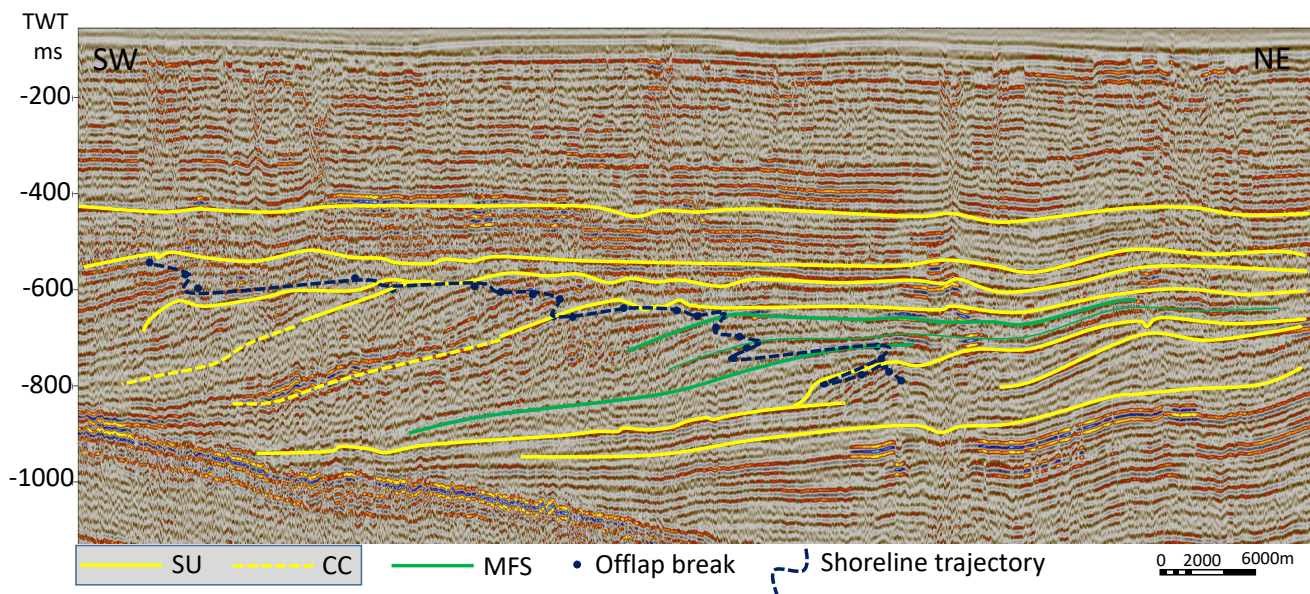 TWT
ms
SW
NE
-200
-400
-600
-800
-1000
SU
CC
MFS
Offlap break
Shoreline trajectory
0 2000 6000m